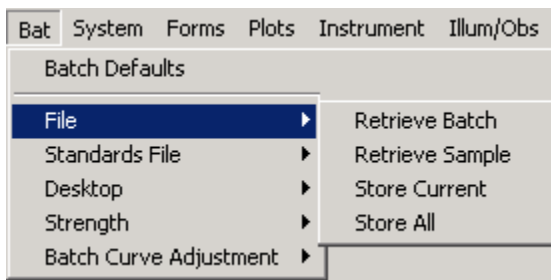 Bat System Forms Plots Instrument Illum/Obs
Batch Defaults
File
Retrieve Batch
Standards File
Retrieve Sample
Desktop
Store Current
Strength
Store All
Batch Curve Adjustment